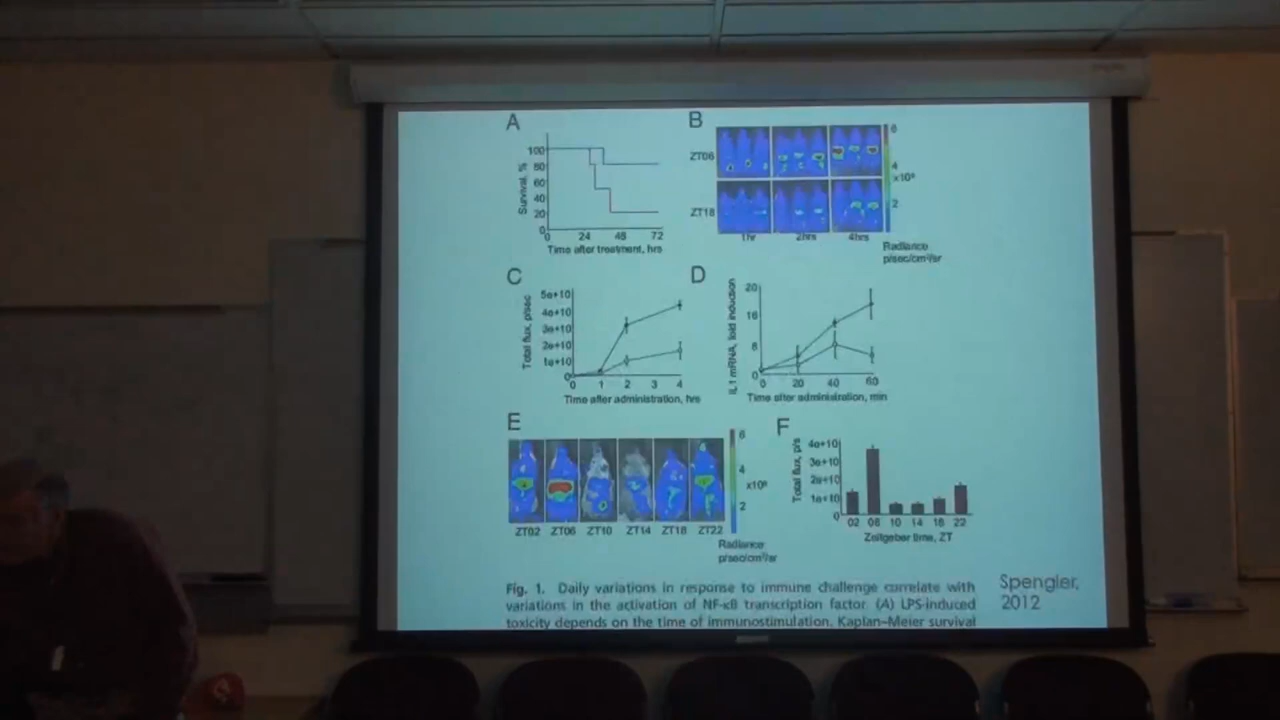 A
Survival, %
100
80
60
40
20
0
0 24 48 72
Time after treatment, hrs
B
ZT06
ZT18
1hr 2hrs 4hrs
6
4
x10⁹
2
Radiance
p/sec/cm²/sr
C
Total flux, p/sec
5e+10
4e+10
3e+10
2e+10
1e+10
0
0 1 2 3 4
Time after administration, hrs
D
IL1 mRNA, fold induction
20
16
8
0
0 20 40 60
Time after administration, min
E
ZT02 ZT06 ZT10 ZT14 ZT18 ZT22
6
4
x10⁹
2
Radiance
p/sec/cm²/sr
F
Total flux, p/s
4e+10
3e+10
2e+10
1e+10
0
02 06 10 14 18 22
Zeitgeber time, ZT
Fig. 1. Daily variations in response to immune challenge correlate with
variations in the activation of NF-κB transcription factor. (A) LPS-induced
toxicity depends on the time of immunostimulation. Kaplan–Meier survival
Spengler,
2012